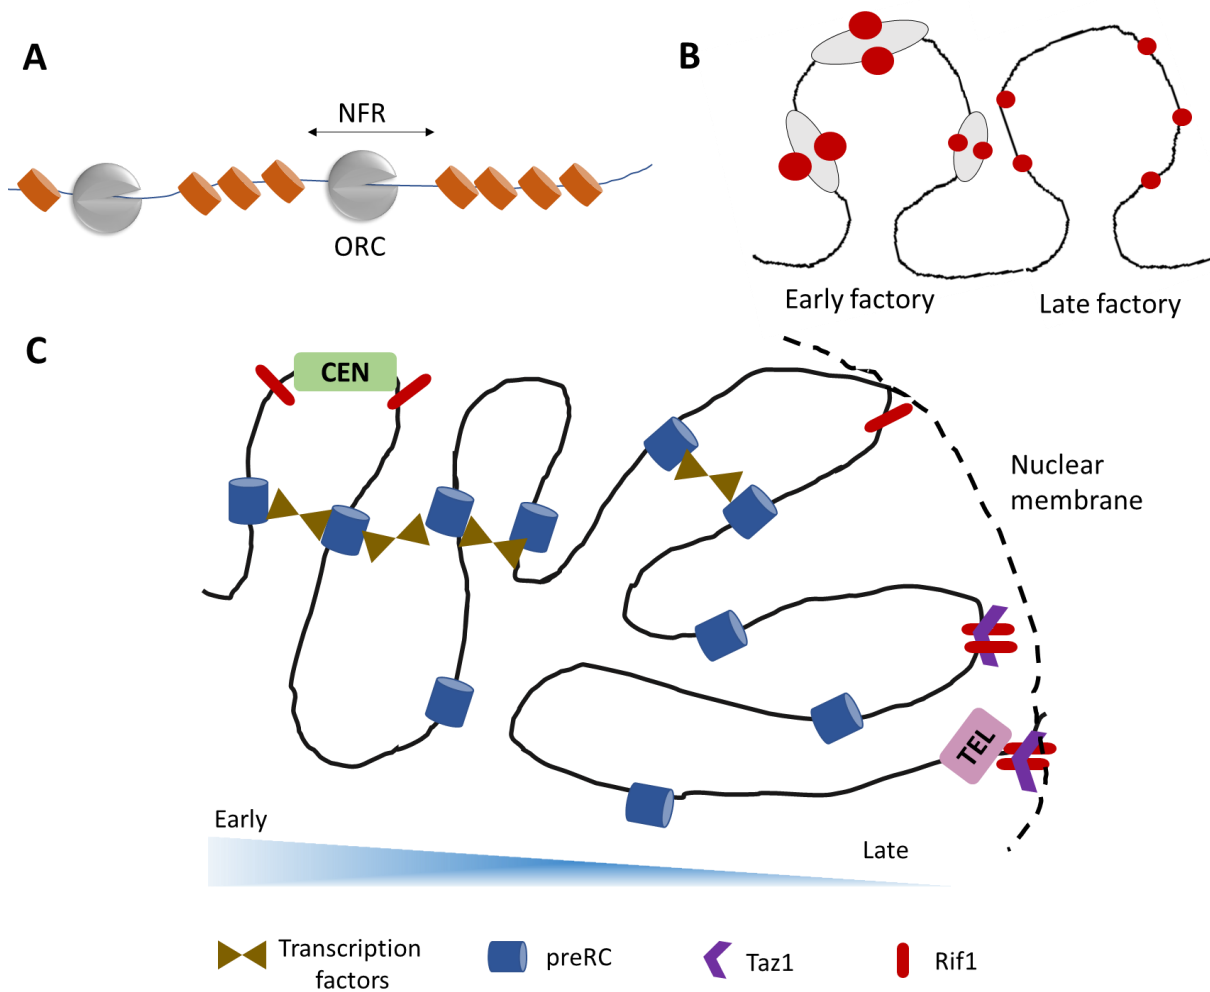 A
NFR
ORC
B
Early factory
Late factory
C
CEN
Nuclear
membrane
TEL
Early
Late
Transcription
factors
preRC
Taz1
Rif1